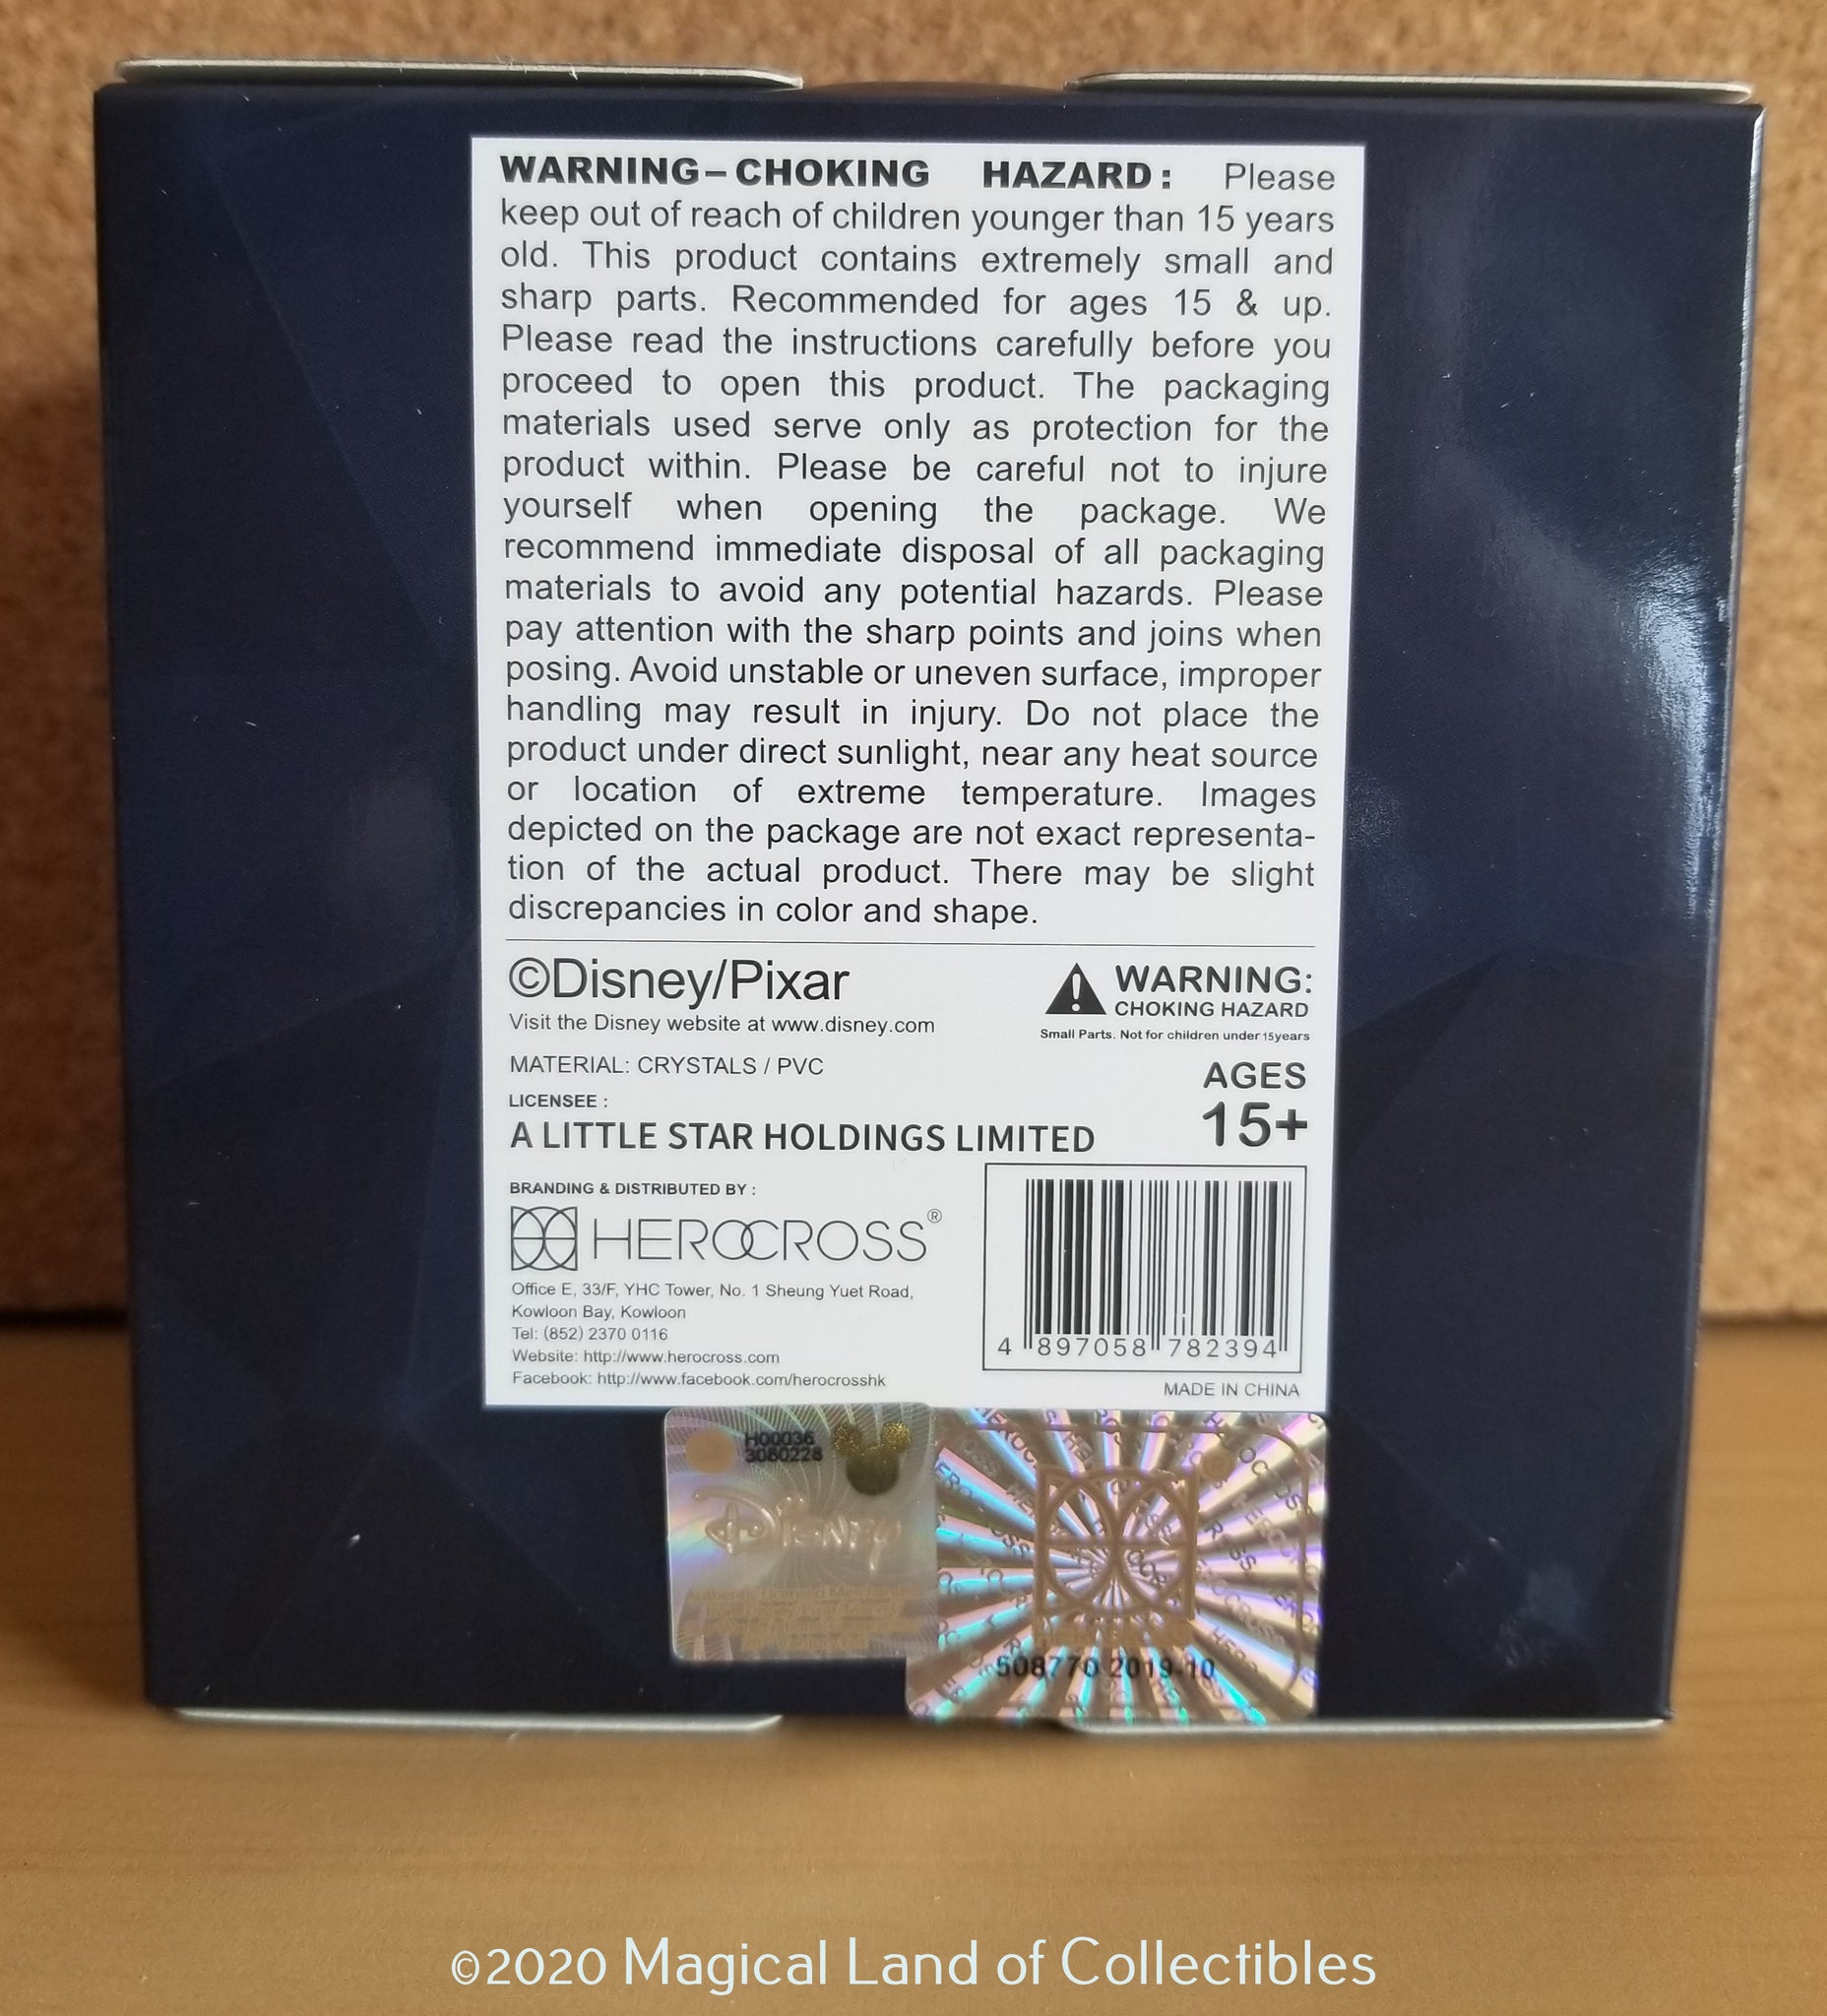 WARNING–CHOKING HAZARD: Please
keep out of reach of children younger than 15 years
old. This product contains extremely small and
sharp parts. Recommended for ages 15 & up.
Please read the instructions carefully before you
proceed to open this product. The packaging
materials used serve only as protection for the
product within. Please be careful not to injure
yourself when opening the package. We
recommend immediate disposal of all packaging
materials to avoid any potential hazards. Please
pay attention with the sharp points and joins when
posing. Avoid unstable or uneven surface, improper
handling may result in injury. Do not place the
product under direct sunlight, near any heat source
or location of extreme temperature. Images
depicted on the package are not exact representa-
tion of the actual product. There may be slight
discrepancies in color and shape.
©Disney/Pixar
Visit the Disney website at www.disney.com
WARNING:
CHOKING HAZARD
Small Parts. Not for children under 15years
MATERIAL: CRYSTALS / PVC
AGES
15+
LICENSEE :
A LITTLE STAR HOLDINGS LIMITED
BRANDING & DISTRIBUTED BY :
HEROCROSS®
Office E, 33/F, YHC Tower, No. 1 Sheung Yuet Road,
Kowloon Bay, Kowloon
Tel: (852) 2370 0116
Website: http://www.herocross.com
Facebook: http://www.facebook.com/herocrosshk
4 897058 782394
MADE IN CHINA
H00036
3080228
Disney
508770 2019-10
©2020 Magical Land of Collectibles